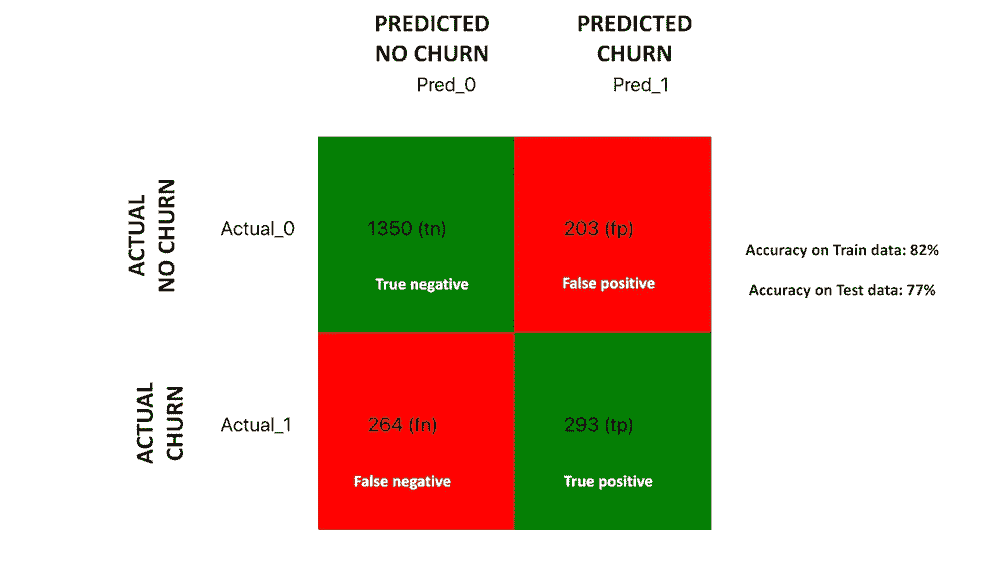 PREDICTED
NO CHURN
Pred_0
PREDICTED
CHURN
Pred_1
ACTUAL
NO CHURN
Actual_0
1350 (tn)
True negative
203 (fp)
False positive
Accuracy on Train data: 82%
Accuracy on Test data: 77%
ACTUAL
CHURN
Actual_1
264 (fn)
False negative
293 (tp)
True positive